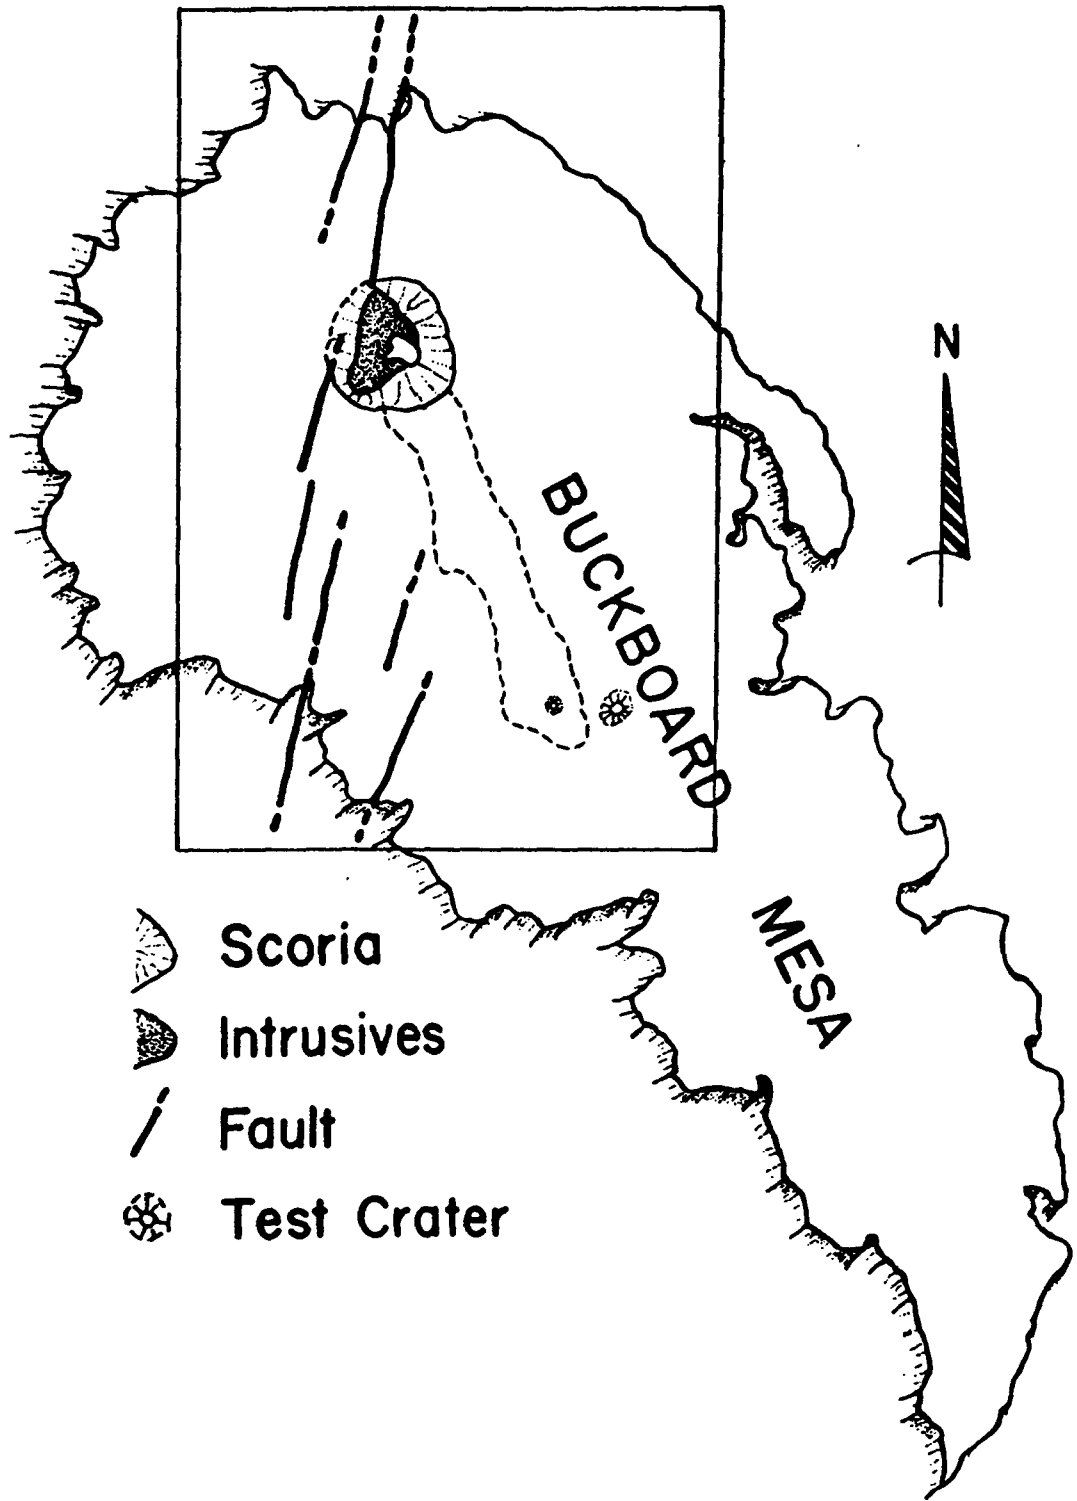 N
BUCKBOARD
MESA
Scoria
Intrusives
Fault
Test Crater